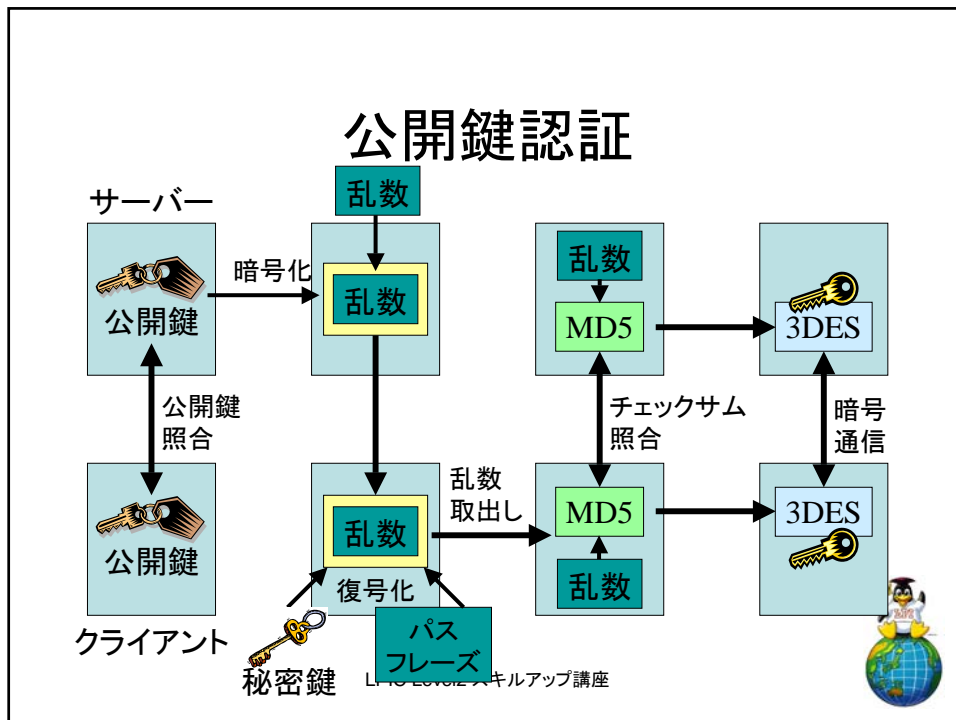 公開鍵認証
サーバー
乱数
公開鍵
暗号化
乱数
乱数
MD5
3DES
公開鍵
照合
チェックサム
照合
暗号
通信
公開鍵
乱数
復号化
乱数
取出し
MD5
乱数
3DES
クライアント
秘密鍵
パス
フレーズ
スキルアップ講座